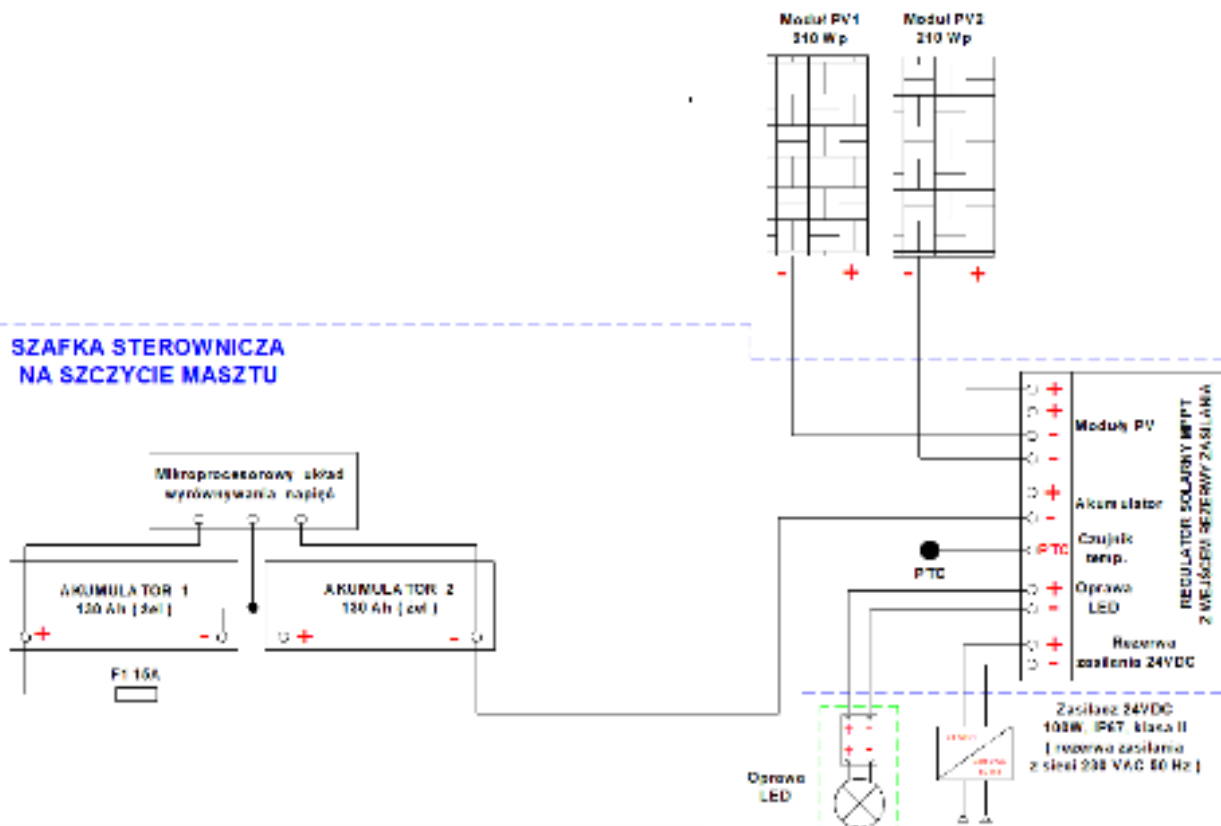 Moduł PV1
310 Wp
Moduł PV2
310 Wp
- +
- +
SZAFKA STEROWNICZA
NA SZCZYCIE MASZTU
Mikroprocesorowy układ
wyrównywania napięć
AKUMULATOR 1
130 Ah ( żel )
+ -
AKUMULATOR 2
130 Ah ( żel )
+ -
F1 15A
REGULATOR SOLARNY MPPT
Z WEJŚCIEM REZERWY ZASILANIA
+
+
-
-
Moduły PV
+
-
Akumulator
PTC
PTC
Czujnik
temp.
+
-
Oprawa
LED
+
-
Rezerwa
zasilania 24VDC
+ -
+ -
Oprawa
LED
Zasilacz 24VDC
100W, IP67, klasa II
( rezerwa zasilania
z sieci 230 VAC 50 Hz )